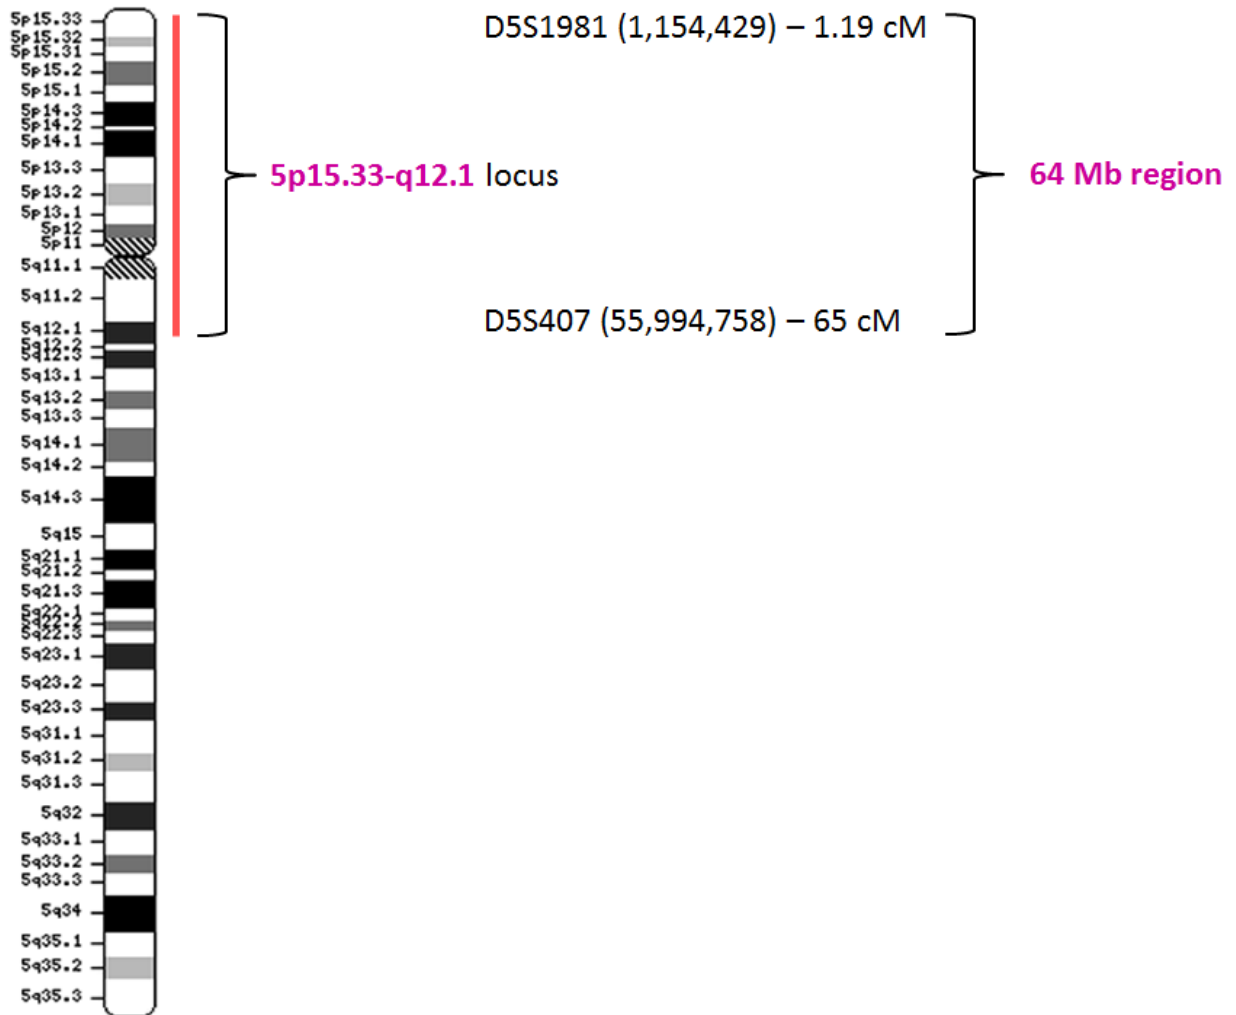 5p15.33
5p15.32
5p15.31
5p15.2
5p15.1
5p14.3
5p14.2
5p14.1
5p13.3
5p13.2
5p13.1
5p12
5p11
5q11.1
5q11.2
5q12.1
5q12.2
5q12.3
5q13.1
5q13.2
5q13.3
5q14.1
5q14.2
5q14.3
5q15
5q21.1
5q21.2
5q21.3
5q22.1
5q22.2
5q22.3
5q23.1
5q23.2
5q23.3
5q31.1
5q31.2
5q31.3
5q32
5q33.1
5q33.2
5q33.3
5q34
5q35.1
5q35.2
5q35.3
D5S1981 (1,154,429) – 1.19 cM
5p15.33-q12.1 locus
64 Mb region
D5S407 (55,994,758) – 65 cM